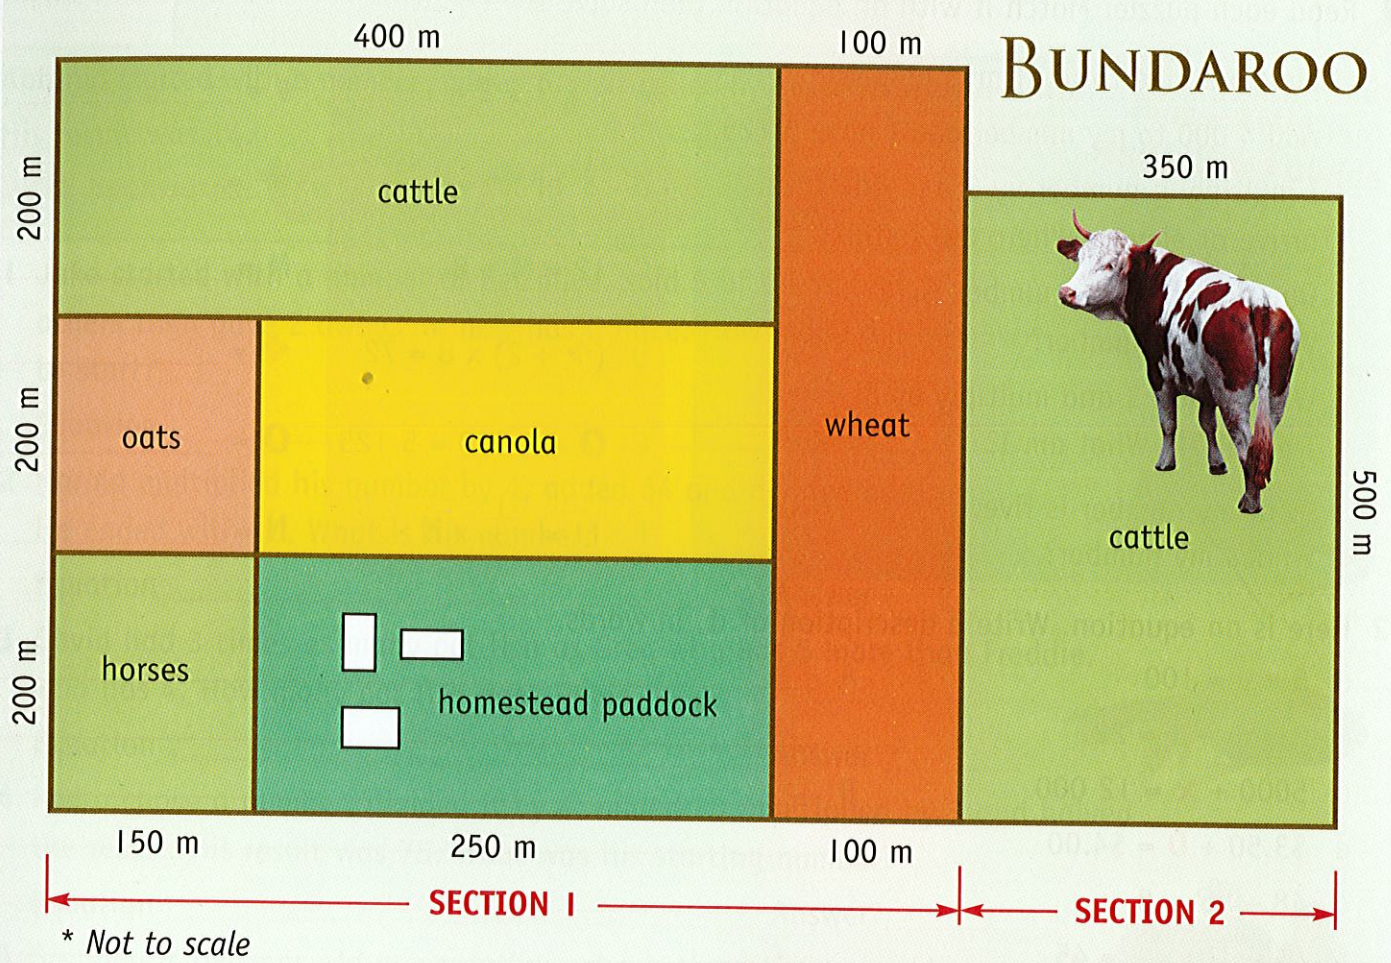 BUNDAROO
400 m
100 m
350 m
200 m
cattle
200 m
oats
canola
wheat
cattle
500 m
200 m
horses
homestead paddock
150 m
250 m
100 m
SECTION 1
SECTION 2
* Not to scale